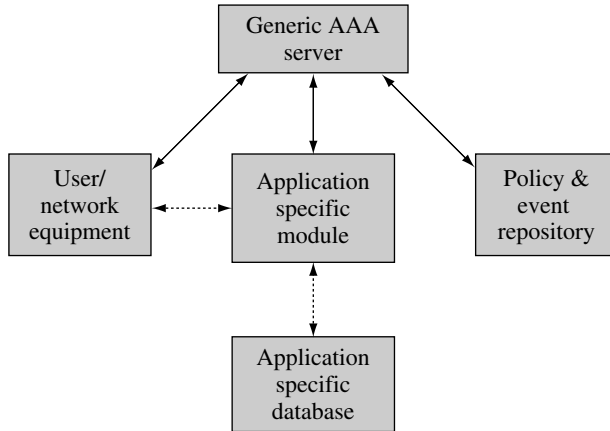 Generic AAA
server
User/
network
equipment
Application
specific
module
Policy &
event
repository
Application
specific
database